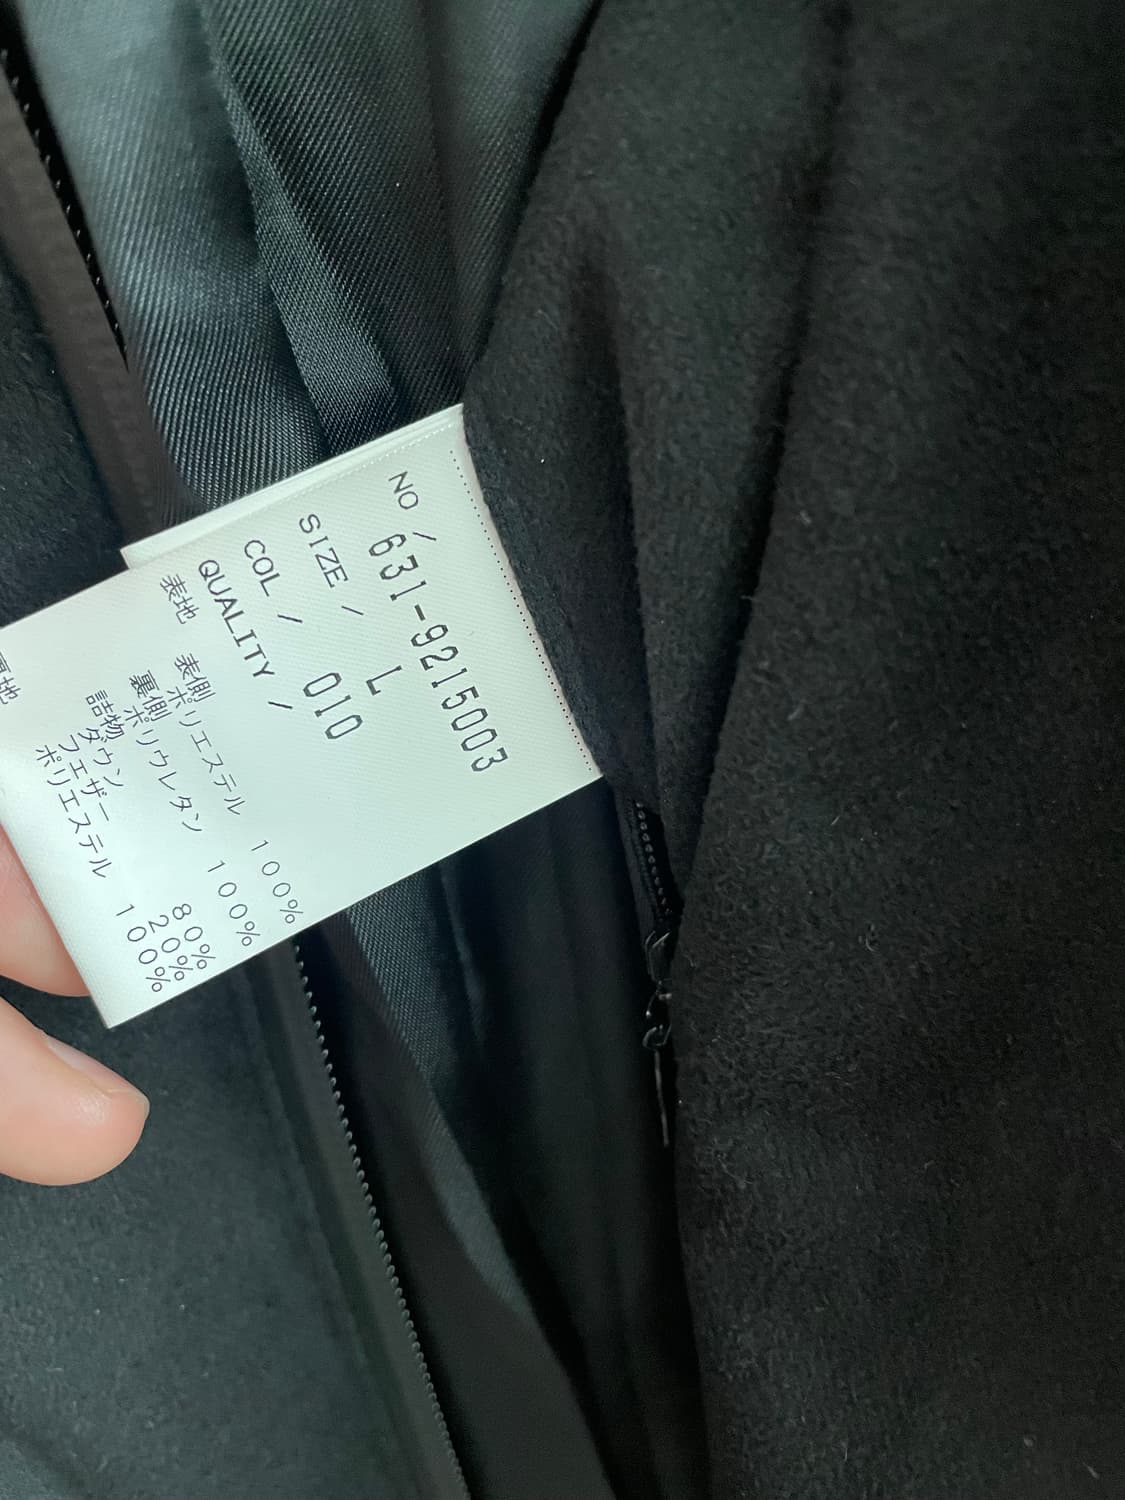 NO / 631-9215003
SIZE / L
COL / 010
QUALITY /
表地 表側 ポリエステル 100%
裏側 ポリウレタン 100%
詰物 ダウン 80%
フェザー 20%
ポリエステル 100%
裏地